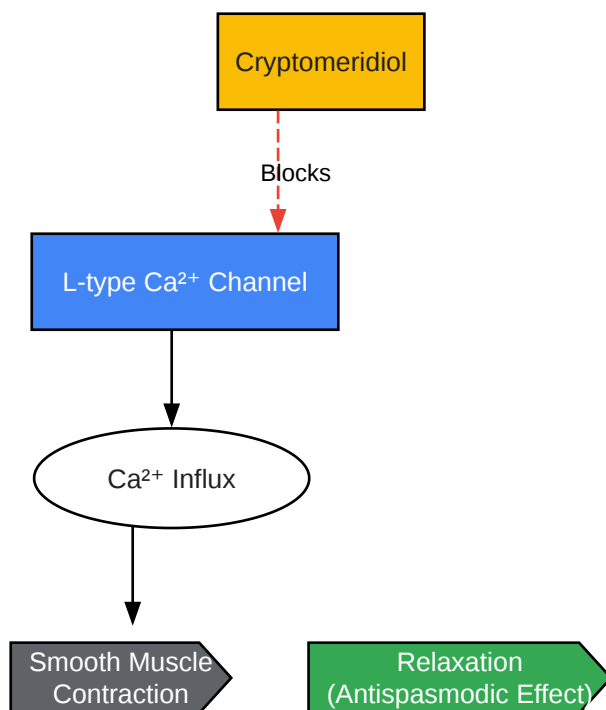 Cryptomeridiol
Blocks
L-type Ca²⁺ Channel
Ca²⁺ Influx
Smooth Muscle
Contraction
Relaxation
(Antispasmodic Effect)